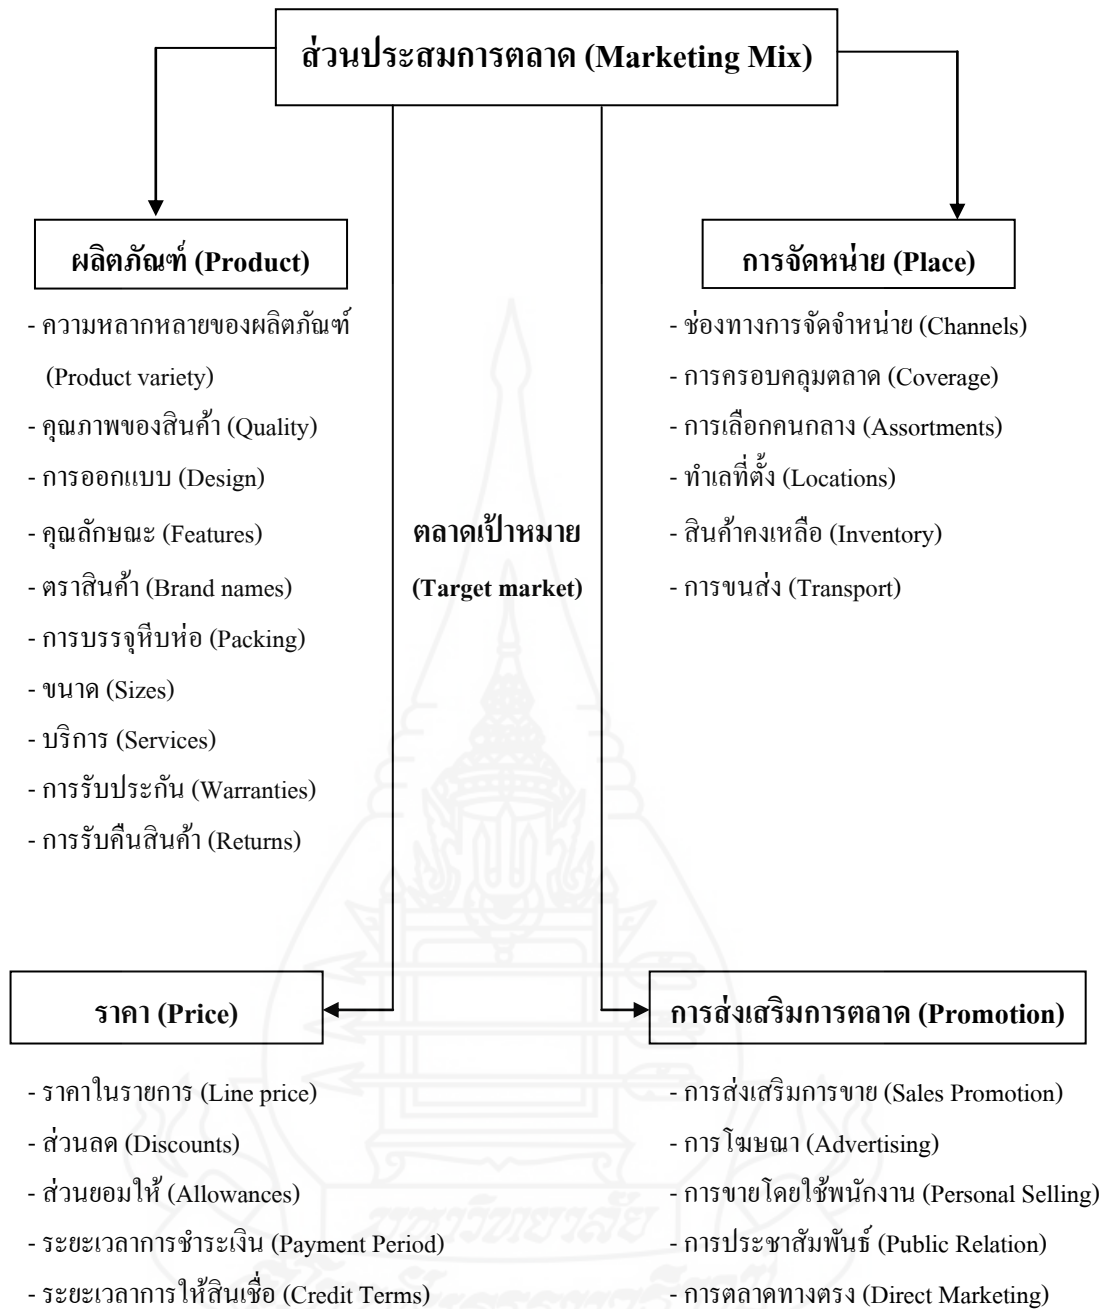 ส่วนประสมการตลาด (Marketing Mix)
ผลิตภัณฑ์ (Product)
- ความหลากหลายของผลิตภัณฑ์
(Product variety)
- คุณภาพของสินค้า (Quality)
- การออกแบบ (Design)
- คุณลักษณะ (Features)
- ตราสินค้า (Brand names)
- การบรรจุหีบห่อ (Packing)
- ขนาด (Sizes)
- บริการ (Services)
- การรับประกัน (Warranties)
- การรับคืนสินค้า (Returns)
ตลาดเป้าหมาย
(Target market)
การจัดหน่าย (Place)
- ช่องทางการจัดจำหน่าย (Channels)
- การครอบคลุมตลาด (Coverage)
- การเลือกคนกลาง (Assortments)
- ทำเลที่ตั้ง (Locations)
- สินค้าคงเหลือ (Inventory)
- การขนส่ง (Transport)
ราคา (Price)
- ราคาในรายการ (Line price)
- ส่วนลด (Discounts)
- ส่วนยอมให้ (Allowances)
- ระยะเวลาการชำระเงิน (Payment Period)
- ระยะเวลาการให้สินเชื่อ (Credit Terms)
การส่งเสริมการตลาด (Promotion)
- การส่งเสริมการขาย (Sales Promotion)
- การโฆษณา (Advertising)
- การขายโดยใช้พนักงาน (Personal Selling)
- การประชาสัมพันธ์ (Public Relation)
- การตลาดทางตรง (Direct Marketing)